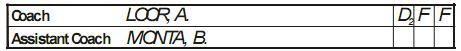 Coach LOOR, A. D₂ F F
Assistant Coach MONTA, B.